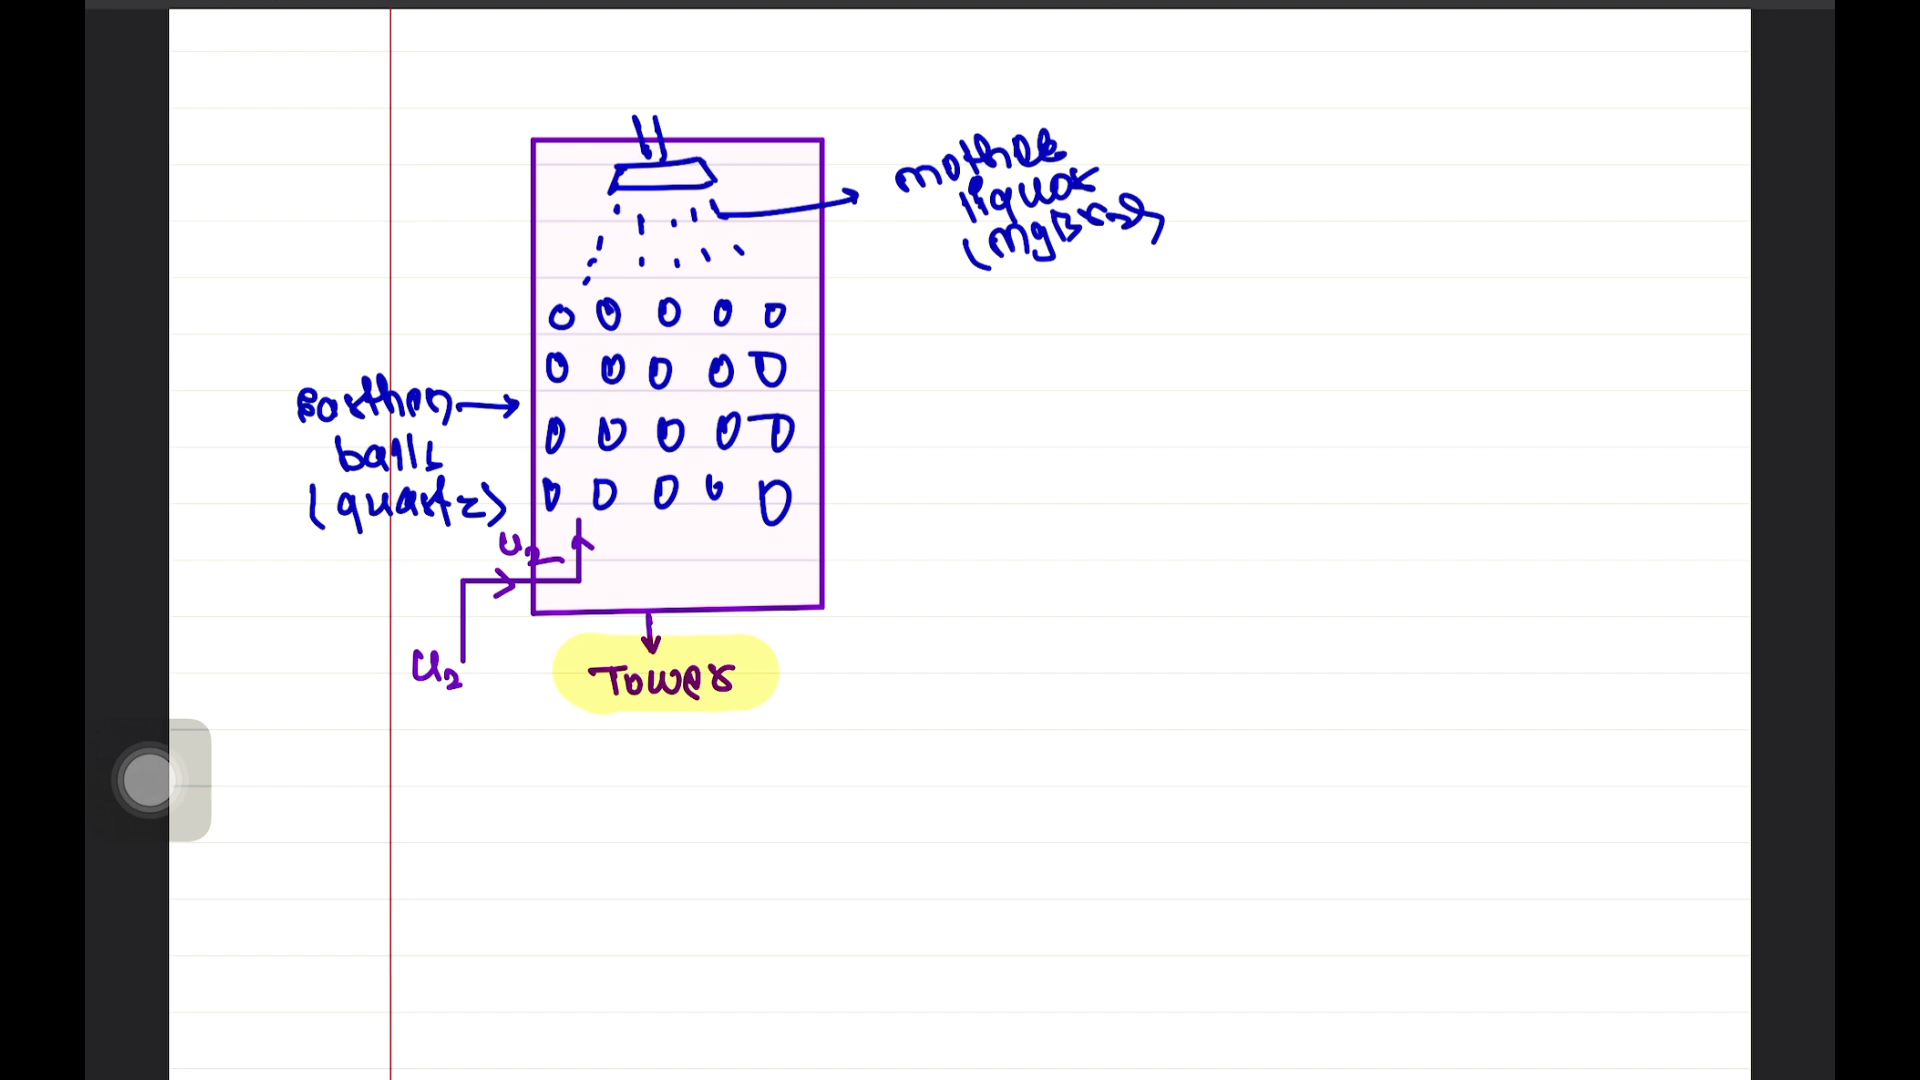 mother
liquor
(MgBr2)
Earthen
balls
(quartz)
Cl2
Cl2
Tower